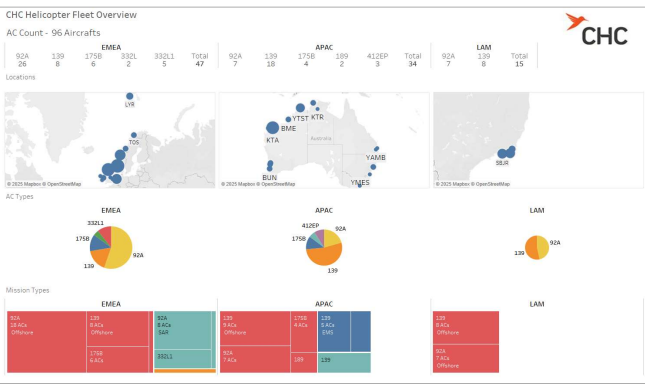 CHC Helicopter Fleet Overview
CHC
AC Count - 96 Aircrafts
EMEA APAC LAM
92A 139 175B 332L 332L1 Total 92A 139 175B 189 412EP Total 92A 139 Total
26 8 6 2 5 47 7 18 4 2 3 34 7 8 15
Locations
LYR
TOS
© 2025 Mapbox © OpenStreetMap
YTST KTR
BME
KTA
Australia
YAMB
BUN
YMES
© 2025 Mapbox © OpenStreetMap
SBJR
© 2025 Mapbox © OpenStreetMap
AC Types
EMEA APAC LAM
332L1
175B
92A
139
412EP
175B
92A
139
139 92A
Mission Types
EMEA APAC LAM
92A
18 ACs
Offshore
139
8 ACs
Offshore
175B
6 ACs
92A
8 ACs
SAR
332L1
139
9 ACs
Offshore
92A
7 ACs
175B
4 ACs
189
139
5 ACs
EMS
139
139
8 ACs
Offshore
92A
7 ACs
Offshore